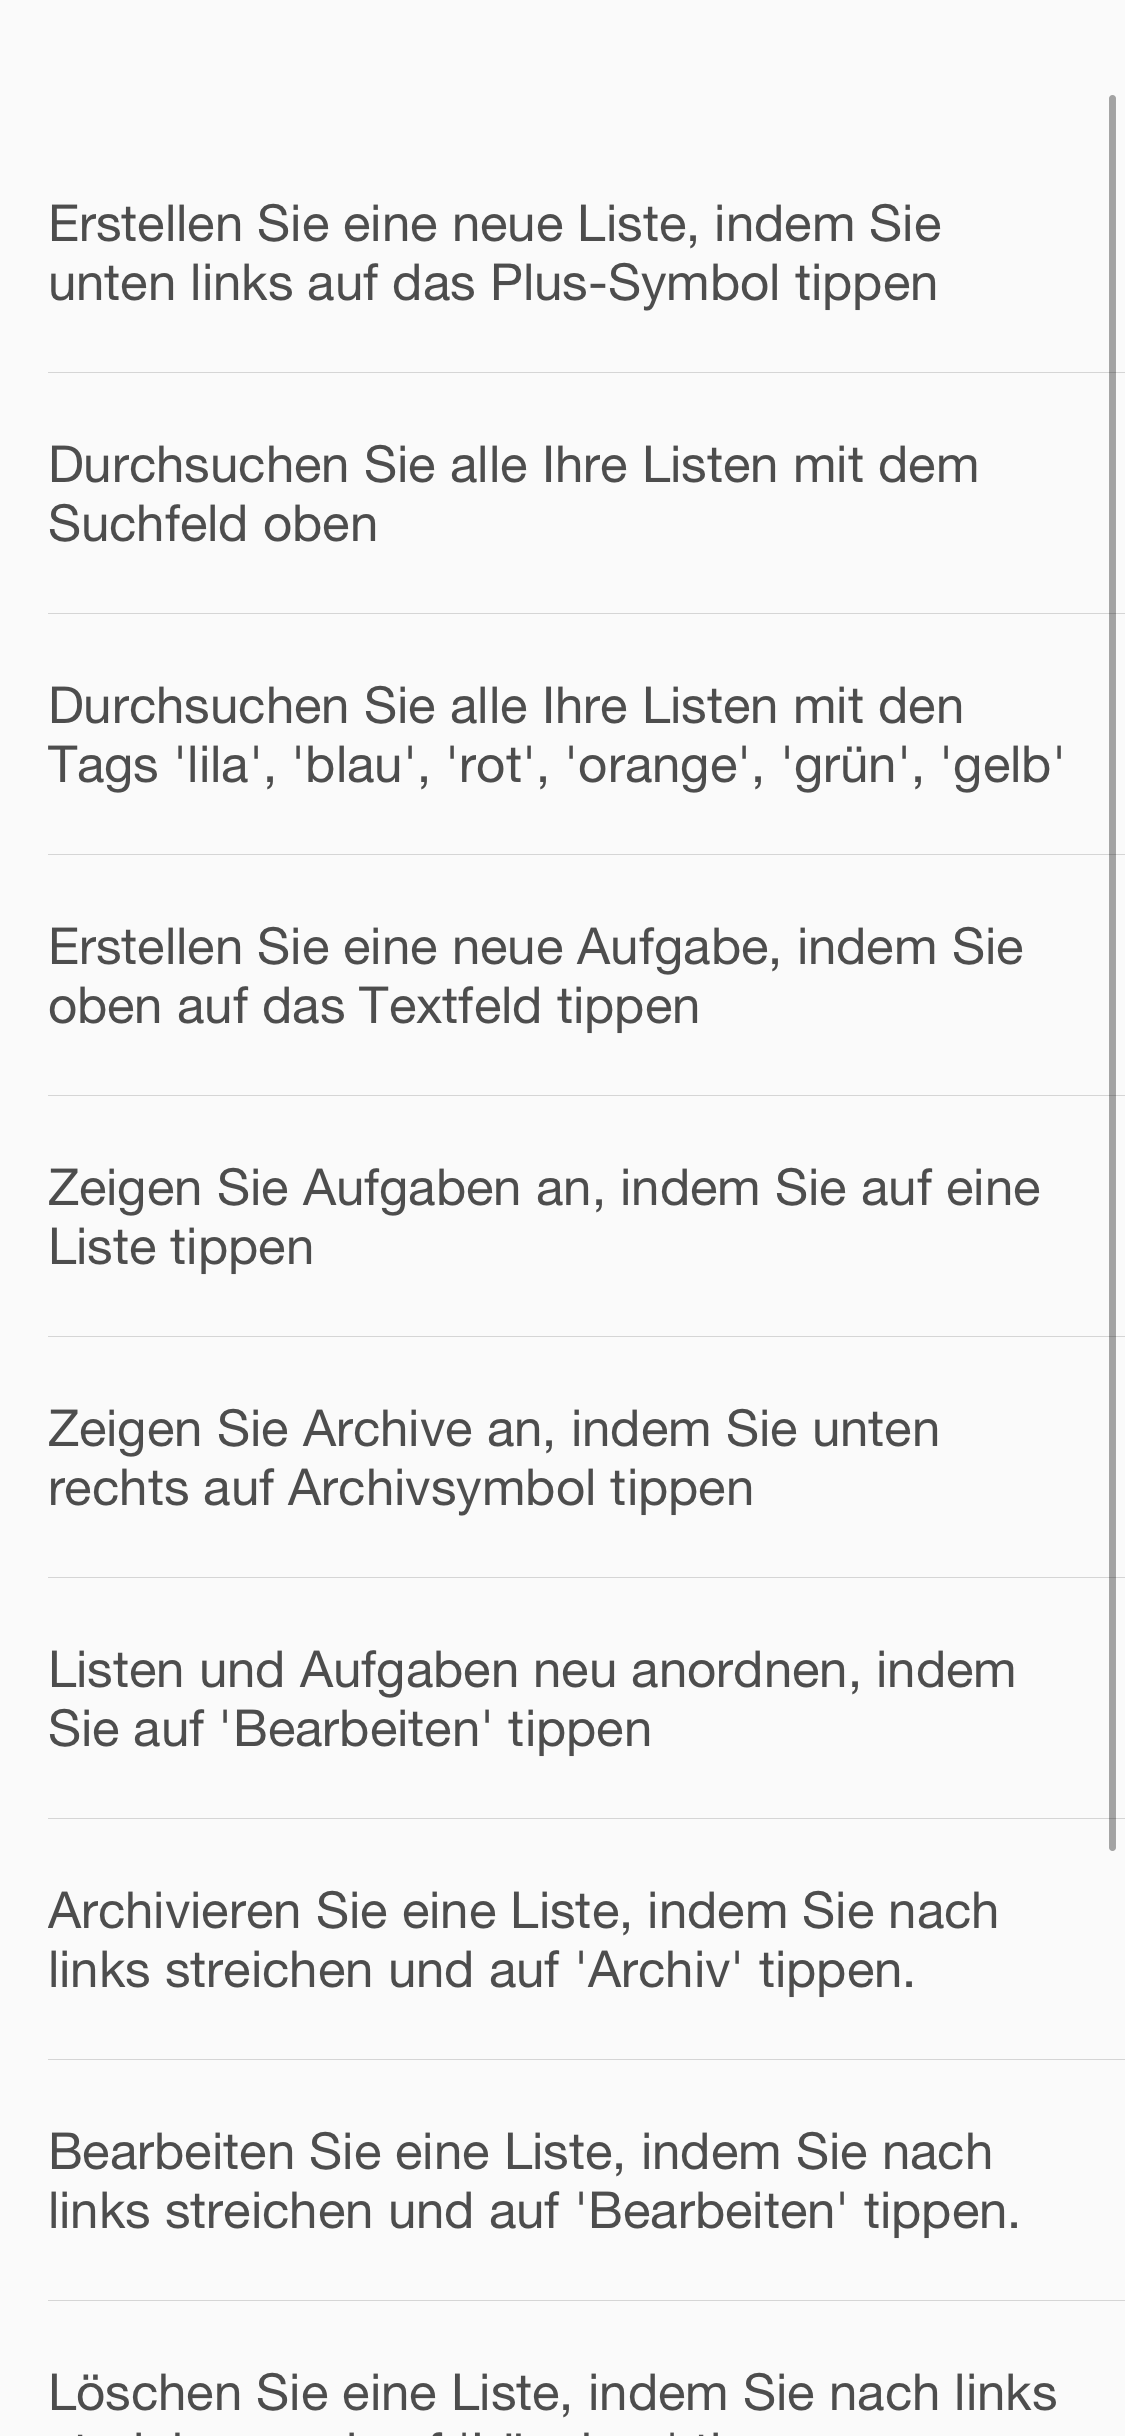 Erstellen Sie eine neue Liste, indem Sie
unten links auf das Plus-Symbol tippen
Durchsuchen Sie alle Ihre Listen mit dem
Suchfeld oben
Durchsuchen Sie alle Ihre Listen mit den
Tags 'lila', 'blau', 'rot', 'orange', 'grün', 'gelb'
Erstellen Sie eine neue Aufgabe, indem Sie
oben auf das Textfeld tippen
Zeigen Sie Aufgaben an, indem Sie auf eine
Liste tippen
Zeigen Sie Archive an, indem Sie unten
rechts auf Archivsymbol tippen
Listen und Aufgaben neu anordnen, indem
Sie auf 'Bearbeiten' tippen
Archivieren Sie eine Liste, indem Sie nach
links streichen und auf 'Archiv' tippen.
Bearbeiten Sie eine Liste, indem Sie nach
links streichen und auf 'Bearbeiten' tippen.
Löschen Sie eine Liste, indem Sie nach links